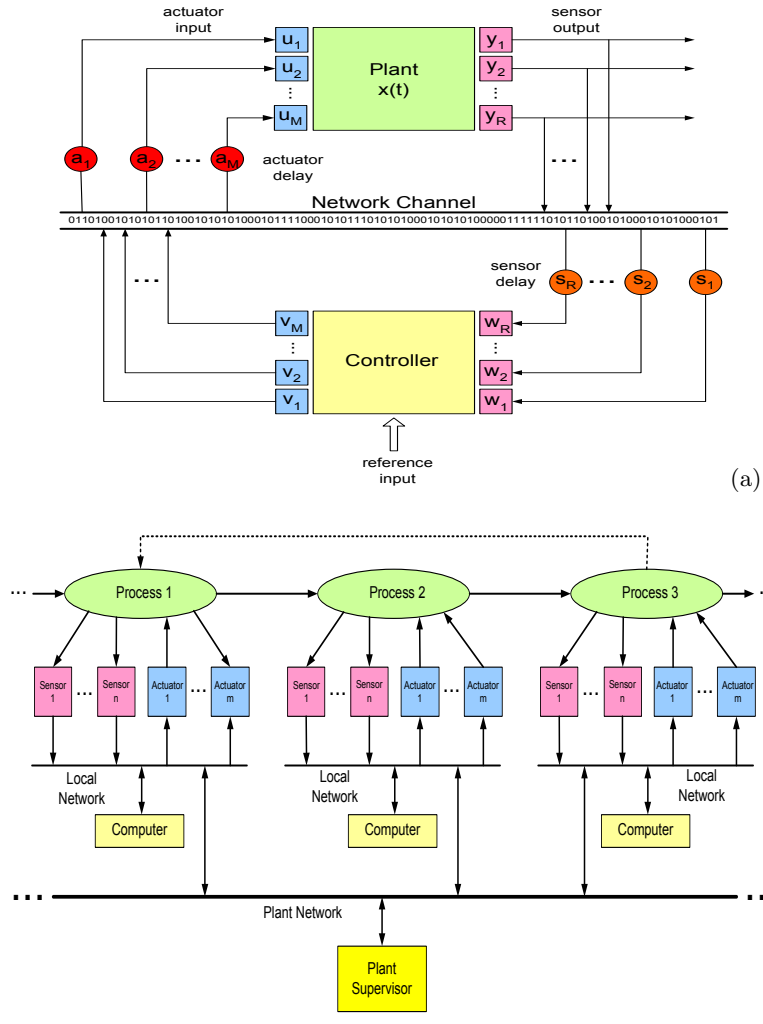 actuator
input
sensor
output
u1
y1
Plant
x(t)
u2
y2
⋮
⋮
uM
yR
a1
a2
...
aM
actuator
delay
...
Network Channel
...
sensor
delay
sR
...
s2
s1
vM
wR
⋮
⋮
Controller
v2
w2
v1
w1
reference
input
(a)
...
Process 1
Process 2
Process 3
...
Sensor
1
...
Sensor
n
Actuator
1
...
Actuator
m
Sensor
1
...
Sensor
n
Actuator
1
...
Actuator
m
Sensor
1
...
Sensor
n
Actuator
1
...
Actuator
m
Local
Network
Local
Network
Local
Network
Computer
Computer
Computer
...
...
Plant Network
Plant
Supervisor